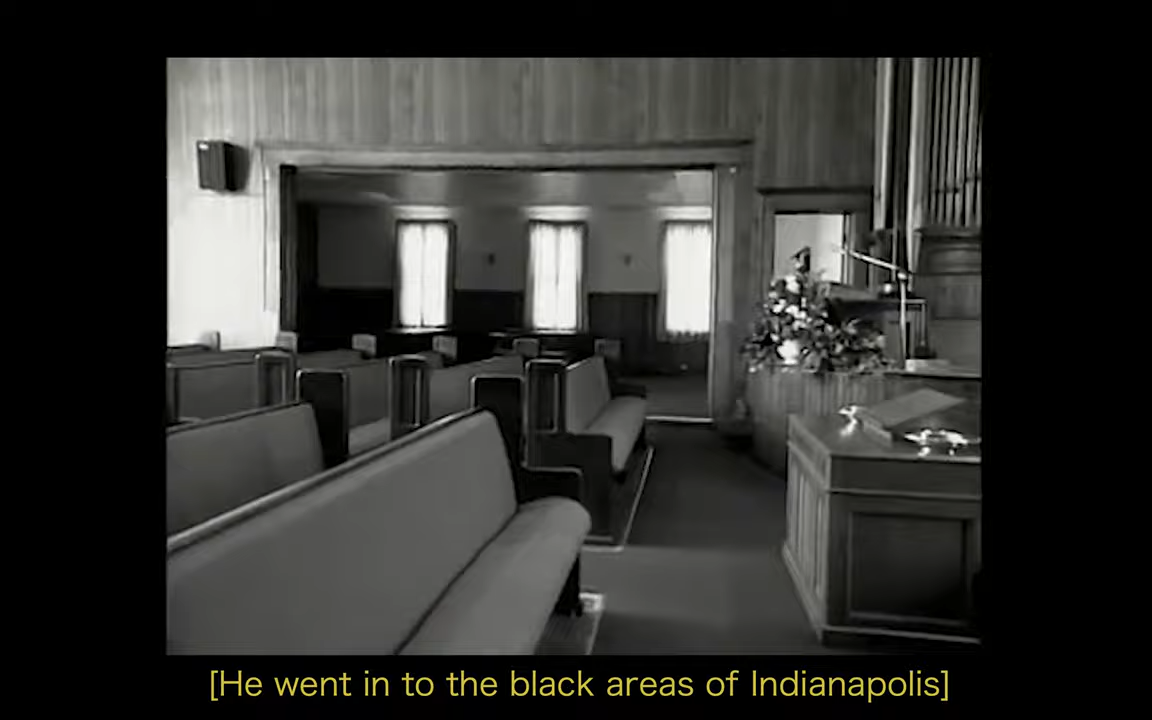 [He went in to the black areas of Indianapolis]